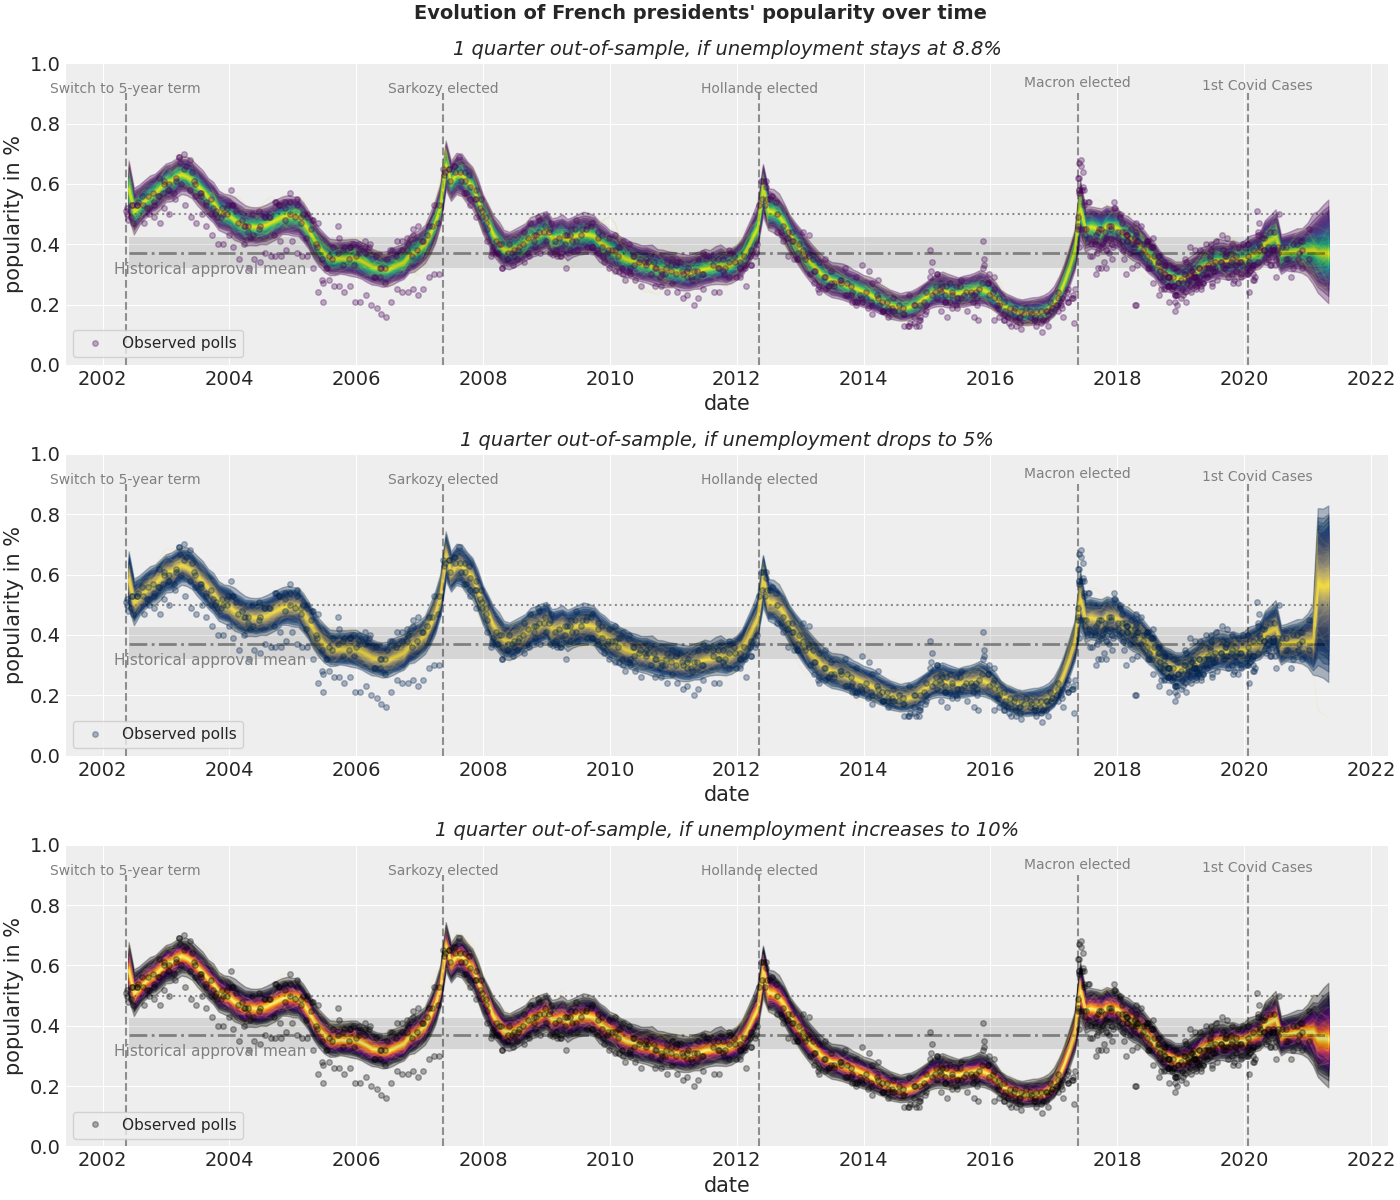 Evolution of French presidents' popularity over time
1 quarter out-of-sample, if unemployment stays at 8.8%
popularity in %
1.0
0.8
0.6
0.4
0.2
0.0
Switch to 5-year term
Sarkozy elected
Hollande elected
Macron elected
1st Covid Cases
Historical approval mean
Observed polls
2002 2004 2006 2008 2010 2012 2014 2016 2018 2020 2022
date
1 quarter out-of-sample, if unemployment drops to 5%
popularity in %
1.0
0.8
0.6
0.4
0.2
0.0
Switch to 5-year term
Sarkozy elected
Hollande elected
Macron elected
1st Covid Cases
Historical approval mean
Observed polls
2002 2004 2006 2008 2010 2012 2014 2016 2018 2020 2022
date
1 quarter out-of-sample, if unemployment increases to 10%
popularity in %
1.0
0.8
0.6
0.4
0.2
0.0
Switch to 5-year term
Sarkozy elected
Hollande elected
Macron elected
1st Covid Cases
Historical approval mean
Observed polls
2002 2004 2006 2008 2010 2012 2014 2016 2018 2020 2022
date